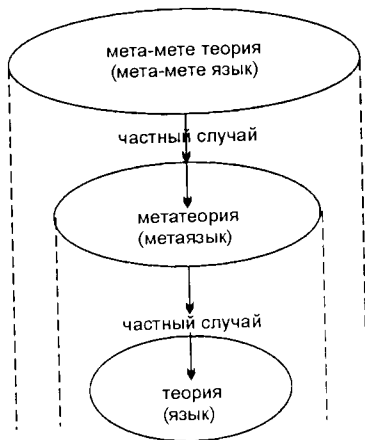 мета-мете теория
(мета-мете язык)
частный случай
метатеория
(метаязык)
частный случай
теория
(язык)